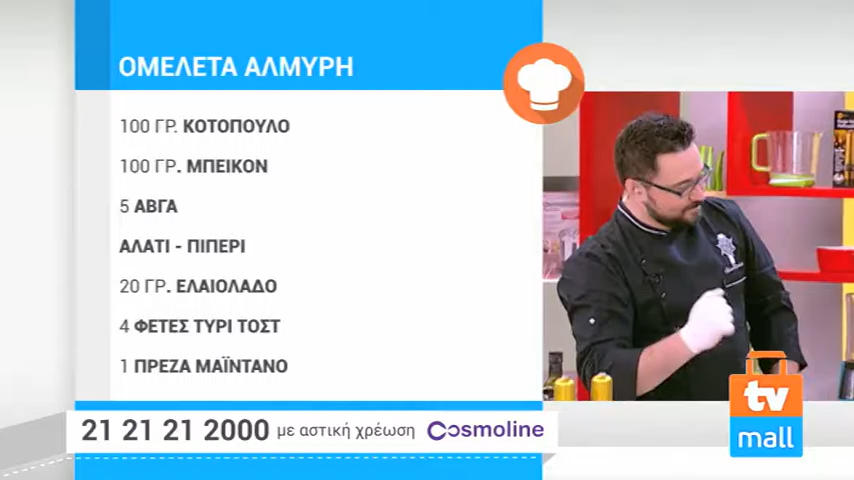 ΟΜΕΛΕΤΑ ΑΛΜΥΡΗ
100 ΓΡ. ΚΟΤΟΠΟΥΛΟ
100 ΓΡ. ΜΠΕΙΚΟΝ
5 ΑΒΓΑ
ΑΛΑΤΙ - ΠΙΠΕΡΙ
20 ΓΡ. ΕΛΑΙΟΛΑΔΟ
4 ΦΕΤΕΣ ΤΥΡΙ ΤΟΣΤ
1 ΠΡΕΖΑ ΜΑΪΝΤΑΝΟ
21 21 21 2000 με αστική χρέωση Cosmoline
tv
mall